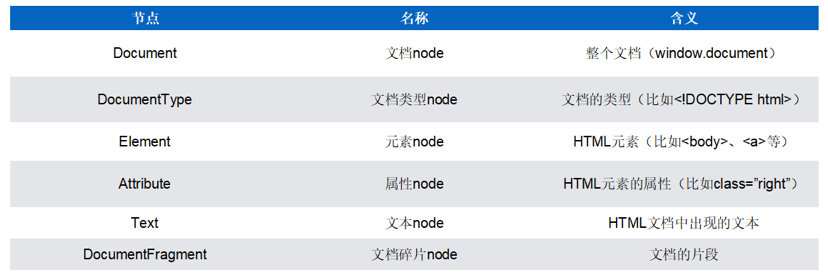 节点 名称 含义
Document 文档node 整个文档（window.document）
DocumentType 文档类型node 文档的类型（比如<!DOCTYPE html>）
Element 元素node HTML元素（比如<body>、<a>等）
Attribute 属性node HTML元素的属性（比如class=”right”）
Text 文本node HTML文档中出现的文本
DocumentFragment 文档碎片node 文档的片段